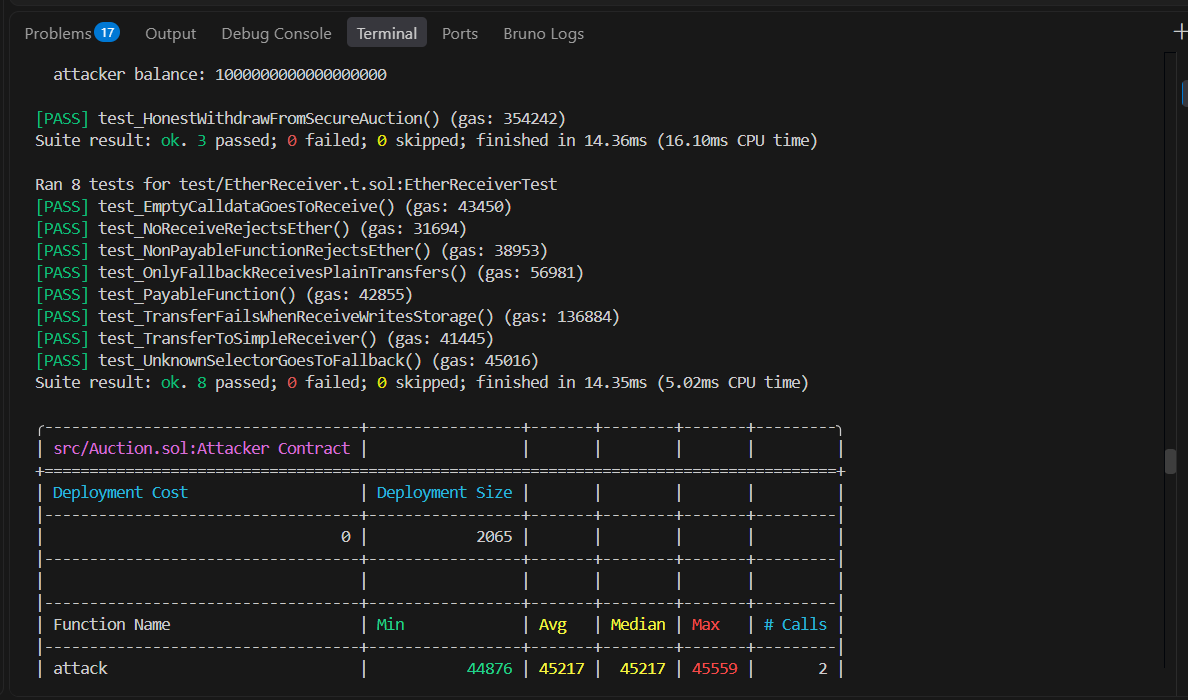 Problems 17 Output Debug Console Terminal Ports Bruno Logs +
attacker balance: 1000000000000000000
[PASS] test_HonestWithdrawFromSecureAuction() (gas: 354242)
Suite result: ok. 3 passed; 0 failed; 0 skipped; finished in 14.36ms (16.10ms CPU time)
Ran 8 tests for test/EtherReceiver.t.sol:EtherReceiverTest
[PASS] test_EmptyCalldataGoesToReceive() (gas: 43450)
[PASS] test_NoReceiveRejectsEther() (gas: 31694)
[PASS] test_NonPayableFunctionRejectsEther() (gas: 38953)
[PASS] test_OnlyFallbackReceivesPlainTransfers() (gas: 56981)
[PASS] test_PayableFunction() (gas: 42855)
[PASS] test_TransferFailsWhenReceiveWritesStorage() (gas: 136884)
[PASS] test_TransferToSimpleReceiver() (gas: 41445)
[PASS] test_UnknownSelectorGoesToFallback() (gas: 45016)
Suite result: ok. 8 passed; 0 failed; 0 skipped; finished in 14.35ms (5.02ms CPU time)
╭----------------------------------+-----------------+-------+--------+-------+---------╮
| src/Auction.sol:Attacker Contract |                 |       |        |       |         |
+=======================================================================================+
| Deployment Cost                   | Deployment Size |       |        |       |         |
|-----------------------------------+-----------------+-------+--------+-------+---------|
|                                 0 |            2065 |       |        |       |         |
|-----------------------------------+-----------------+-------+--------+-------+---------|
|                                   |                 |       |        |       |         |
|-----------------------------------+-----------------+-------+--------+-------+---------|
| Function Name                     | Min             | Avg   | Median | Max   | # Calls |
|-----------------------------------+-----------------+-------+--------+-------+---------|
| attack                            |           44876 | 45217 |  45217 | 45559 |       2 |